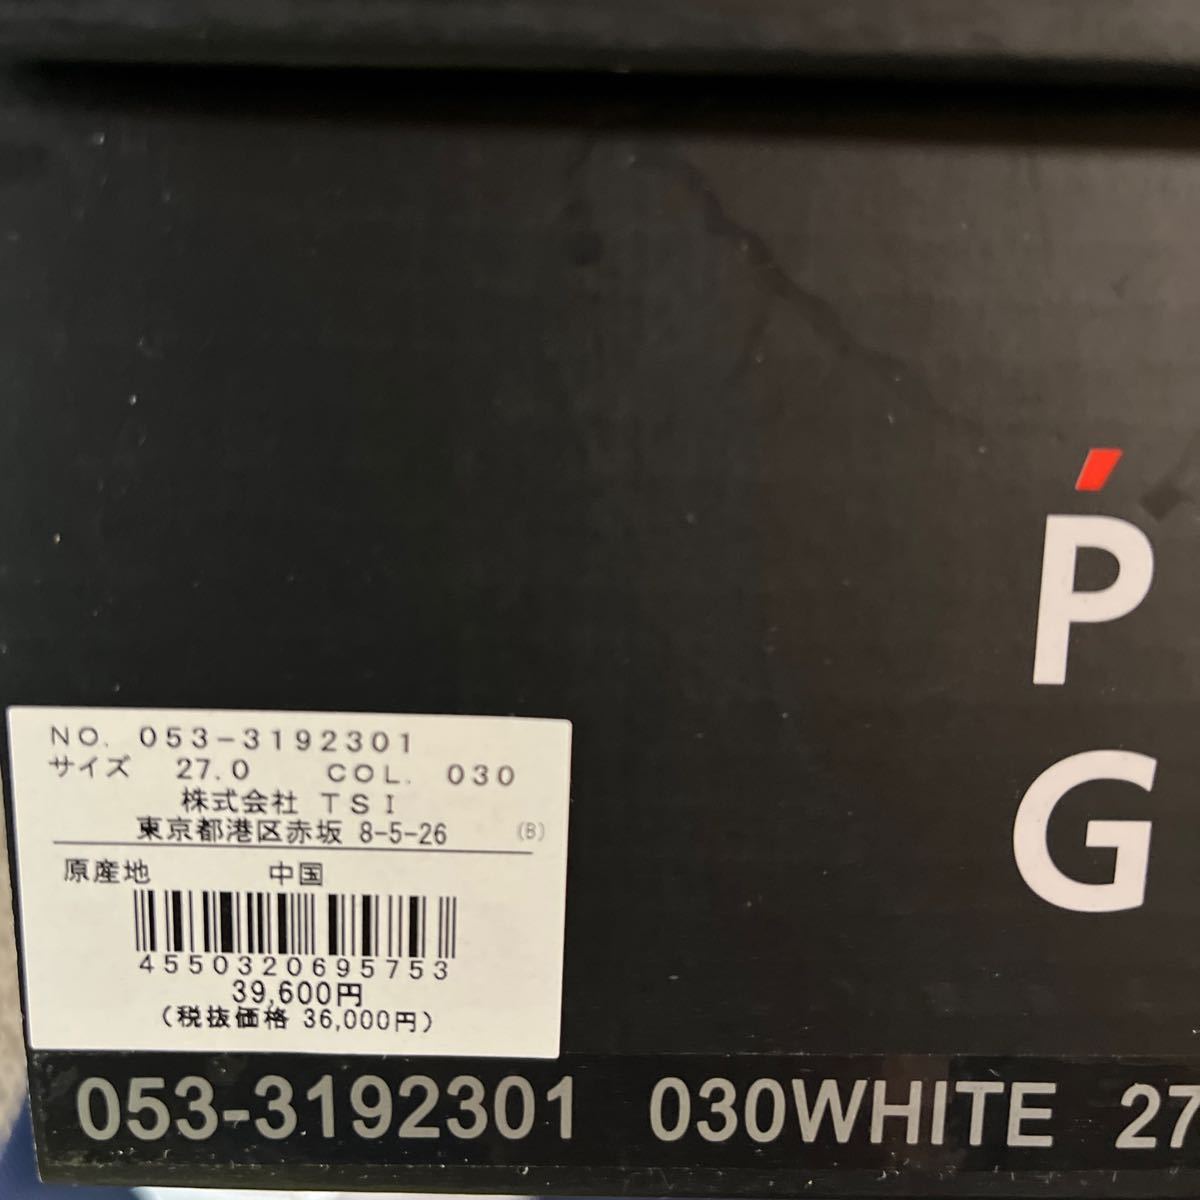 P
G
NO. 053-3192301
サイズ 27.0 COL. 030
株式会社 TSI
東京都港区赤坂 8-5-26 (B)
原産地 中国
4550320695753
39,600円
(税抜価格 36,000円)
053-3192301 030WHITE 27